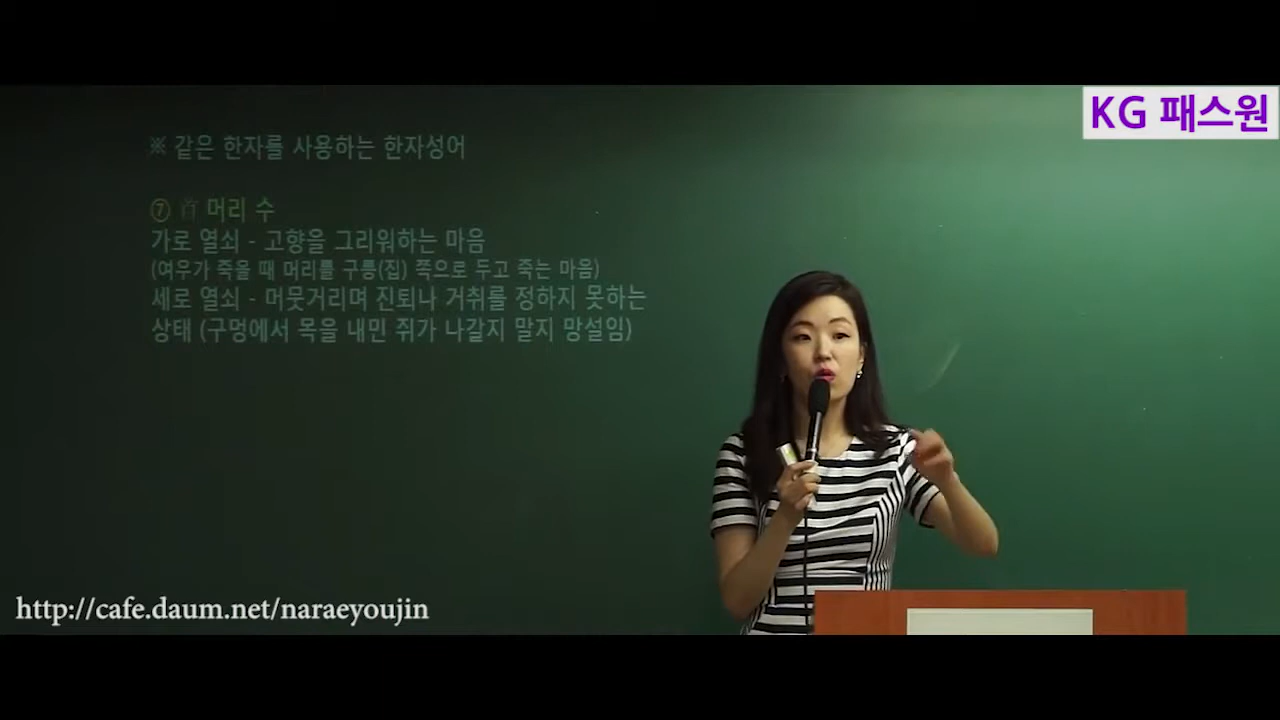 KG 패스원
※ 같은 한자를 사용하는 한자성어
⑦ 首 머리 수
가로 열쇠 - 고향을 그리워하는 마음
(여우가 죽을 때 머리를 구릉(집) 쪽으로 두고 죽는 마음)
세로 열쇠 - 머뭇거리며 진퇴나 거취를 정하지 못하는
상태 (구멍에서 목을 내민 쥐가 나갈지 말지 망설임)
http://cafe.daum.net/naraeyoujin